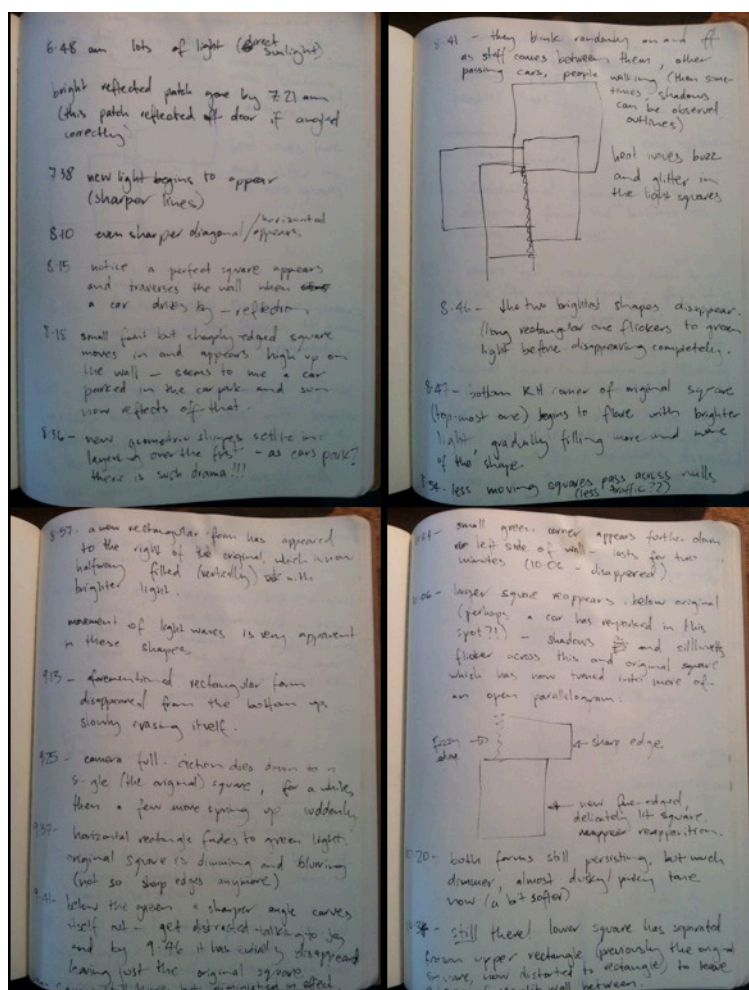 6.48 am lots of light (direct sunlight)
bright reflected patch gone by 7.21 am
(this patch reflected off door if angled
correctly)
7.38 new light begins to appear
(sharper lines)
8.10 even sharper diagonal/horizontal
appears.
8.15 notice a perfect square appears
and traverses the wall when
a car drives by – reflection
8.18 small faint but sharply-edged square
moves in and appears high up on
the wall – seems to me a car
parked in the carpark and sun
now reflects off that.
8.36 – new geometric shapes settle in
layered over the first – as cars park?
there is such drama!!!
8.41 – they blink randomly on and off
as staff comes between them, other
passing cars, people walking (then some-
times, shadows
can be observed
outlines)
heat waves buzz
and glitter in
the light squares
the two brightest shapes disappear.
(long rectangular one flickers to green
light before disappearing completely.
8.47 – bottom RH corner of original square
(top-most one) begins to flare with brighter
light, gradually filling more and more
of the shape.
8.54. less moving squares pass across walls
(less traffic??)
8.57. a new rectangular form has appeared
to the right of the original, which is now
halfway filled (vertically) with
brighter light.
movement of light waves is very apparent
in these shapes.
9.13 – aforementioned rectangular form
disappeared from the bottom up,
slowly erasing itself.
9.25 – camera full. action dies down to a
single (the original) square, for a while
then a few more spring up suddenly
9.37 – horizontal rectangle fades to green light.
original square is dimming and blurring
(not so sharp edges anymore)
9.41 – below the green a sharper angle carves
itself out – get distracted talking to
and by 9.46 it has entirely disappeared
leaving just the original square.
small green corner appears further down
left side of wall – lasts for two
minutes (10.06 – disappeared).
larger square reappears below original
(perhaps a car has reparked in this
spot?!) – shadows and
flicker across this and original square
which has now turned into more of
an open parallelogram.
fuzzy
edge
sharp edge
new fine-edged,
delicately lit square.
reapparition.
10.20 – both forms still persisting, but much
dimmer, almost dusky/ tone
now (a bit softer)
still there! lower square has separated
from upper rectangle (previously the original
square, now distorted to rectangle) to leave
wall between.